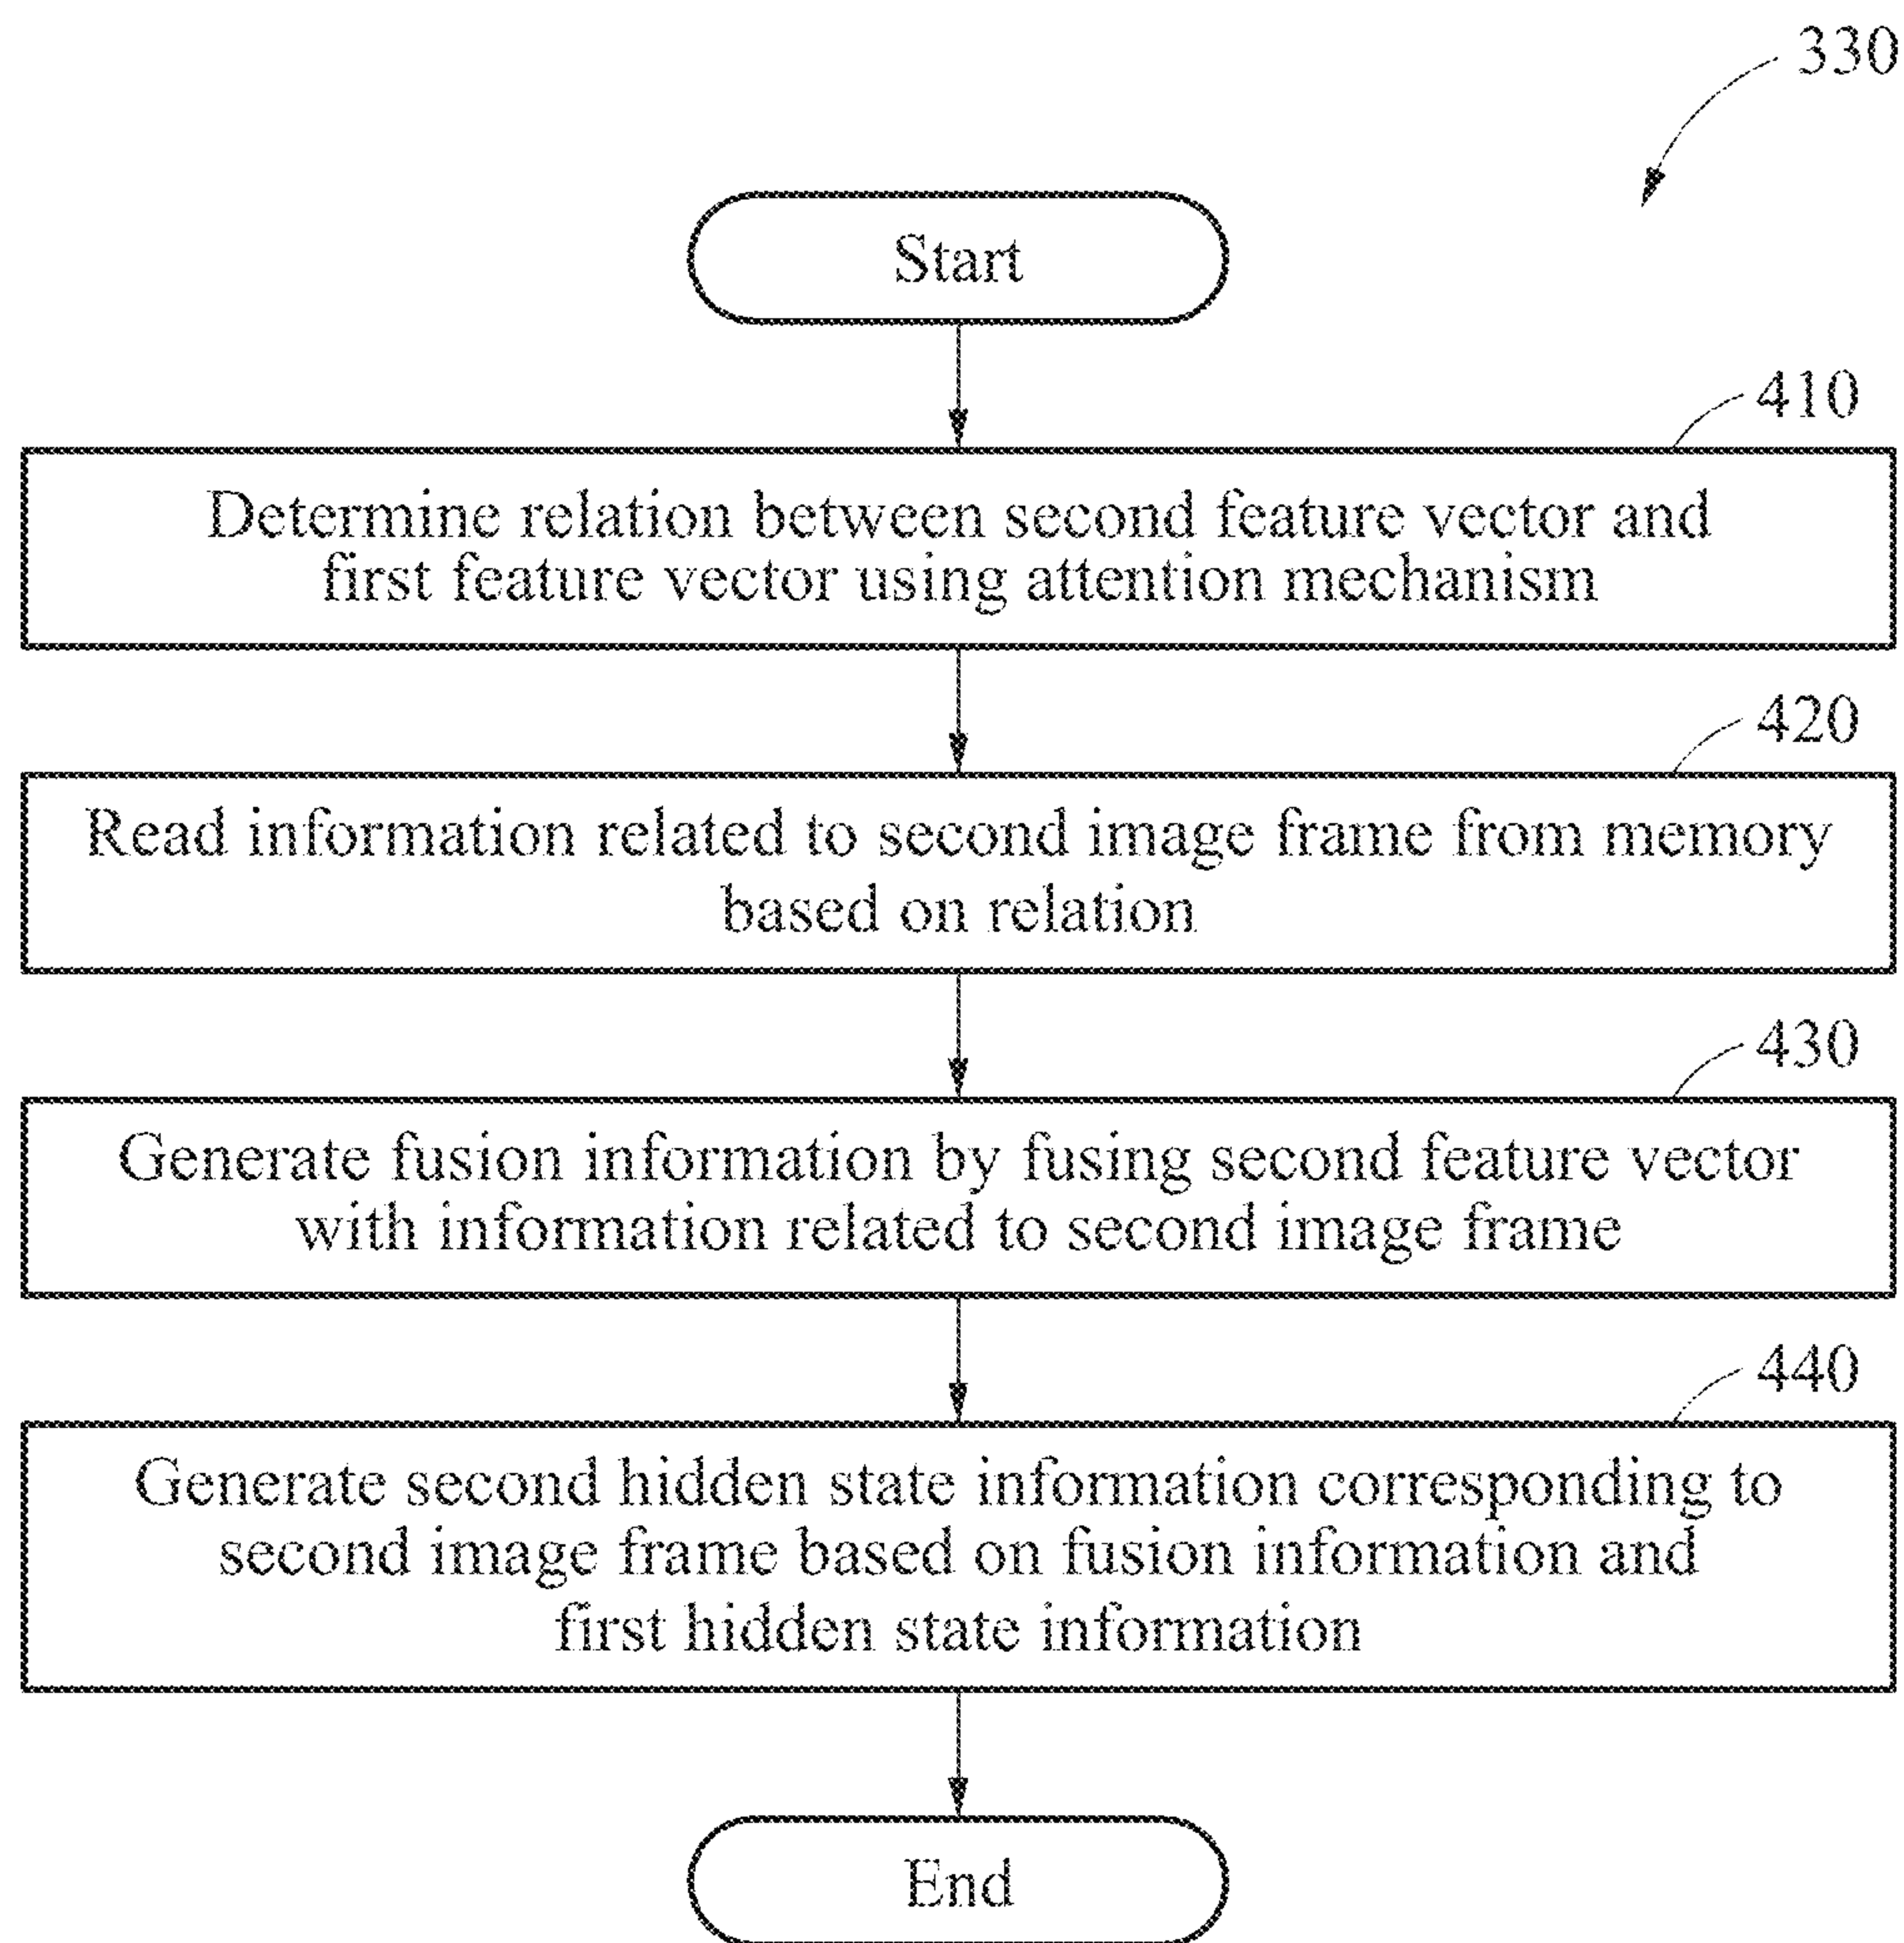 330
Start
410
Determine relation between second feature vector and
first feature vector using attention mechanism
420
Read information related to second image frame from memory
based on relation
430
Generate fusion information by fusing second feature vector
with information related to second image frame
440
Generate second hidden state information corresponding to
second image frame based on fusion information and
first hidden state information
End